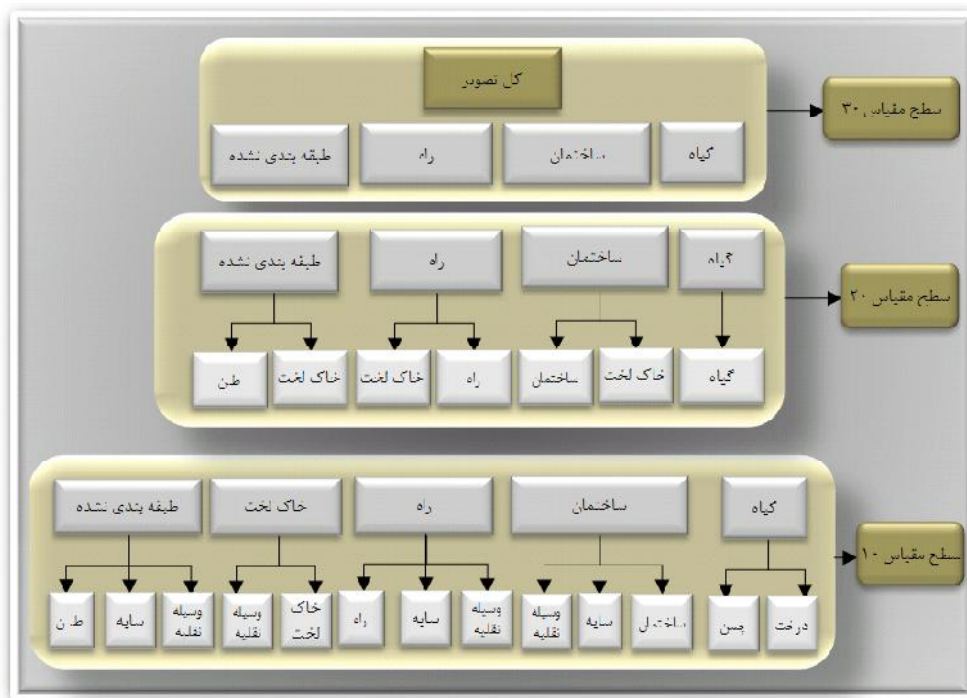 کل تصویر
سطح مقیاس ۳۰
گیاه
ساختمان
راه
طبقه بندی نشده
سطح مقیاس ۲۰
گیاه
ساختمان
راه
طبقه بندی نشده
گیاه
خاک لخت
ساختمان
راه
خاک لخت
خاک لخت
ط.ن
سطح مقیاس ۱۰
گیاه
ساختمان
راه
خاک لخت
طبقه بندی نشده
درخت
چمن
ساختمان
سایه
وسیله
نقلیه
وسیله
نقلیه
سایه
راه
خاک
لخت
وسیله
نقلیه
وسیله
نقلیه
سایه
ط.ن